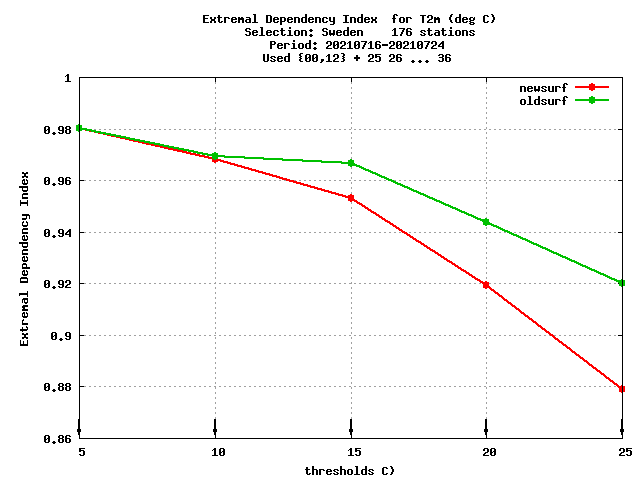 Extremal Dependency Index  for T2m (deg C)
Selection: Sweden    176 stations
Period: 20210716-20210724
Used {00,12} + 25 26 ... 36
newsurf
oldsurf
1
0.98
0.96
0.94
0.92
0.9
0.88
0.86
Extremal Dependency Index
5
10
15
20
25
thresholds C)